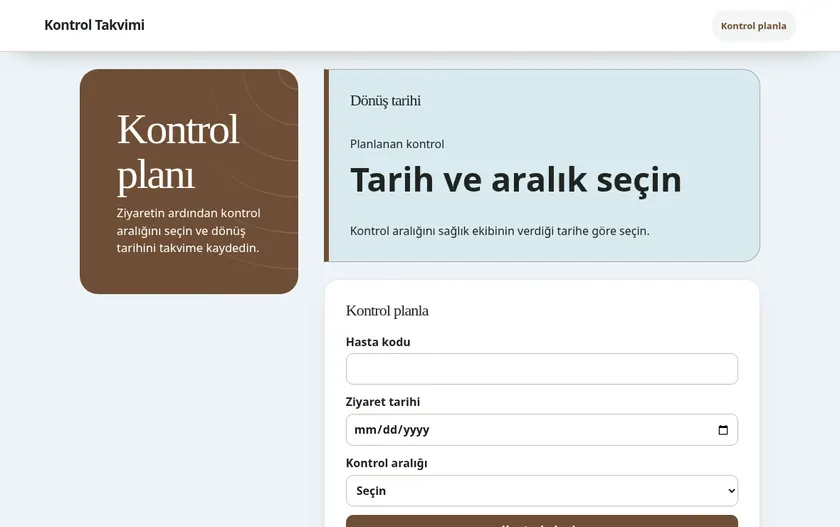 Kontrol Takvimi
Kontrol planla
Kontrol
planı
Ziyaretin ardından kontrol
aralığını seçin ve dönüş
tarihini takvime kaydedin.
Dönüş tarihi
Planlanan kontrol
Tarih ve aralık seçin
Kontrol aralığını sağlık ekibinin verdiği tarihe göre seçin.
Kontrol planla
Hasta kodu
Ziyaret tarihi
mm/dd/yyyy
Kontrol aralığı
Seçin